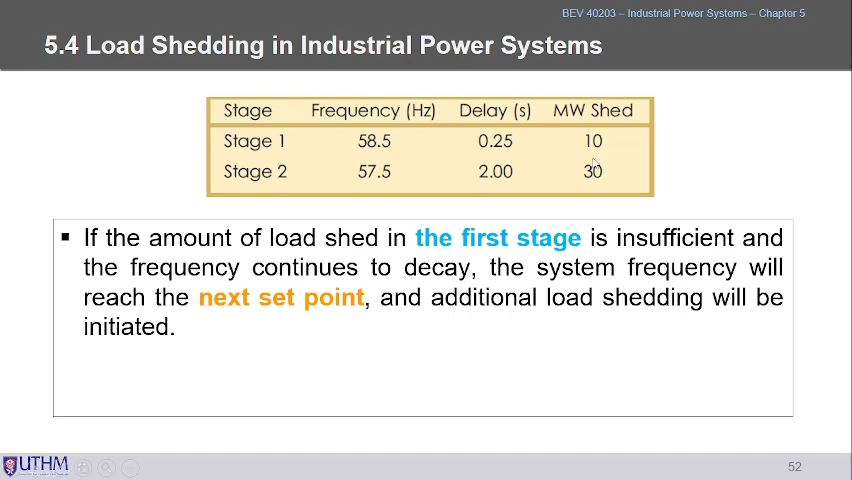 BEV 40203 – Industrial Power Systems – Chapter 5
5.4 Load Shedding in Industrial Power Systems
Stage Frequency (Hz) Delay (s) MW Shed
Stage 1 58.5 0.25 10
Stage 2 57.5 2.00 30
▪ If the amount of load shed in the first stage is insufficient and
the frequency continues to decay, the system frequency will
reach the next set point, and additional load shedding will be
initiated.
UTHM
52